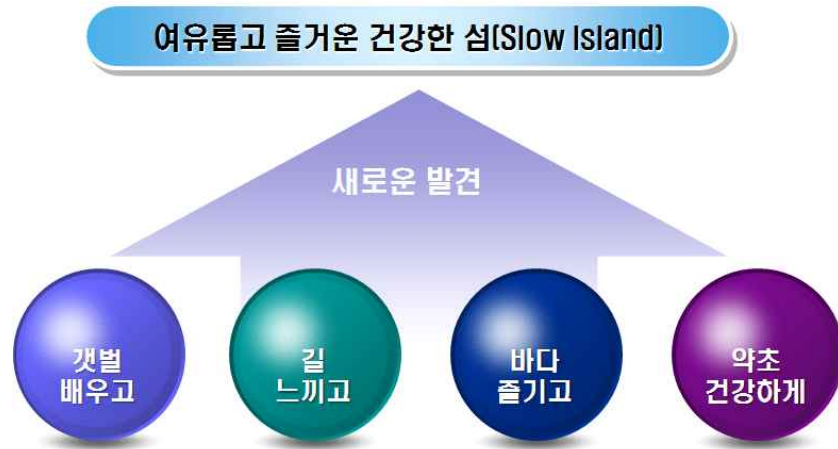 여유롭고 즐거운 건강한 섬(Slow Island)
새로운 발견
갯벌
배우고
길
느끼고
바다
즐기고
약초
건강하게